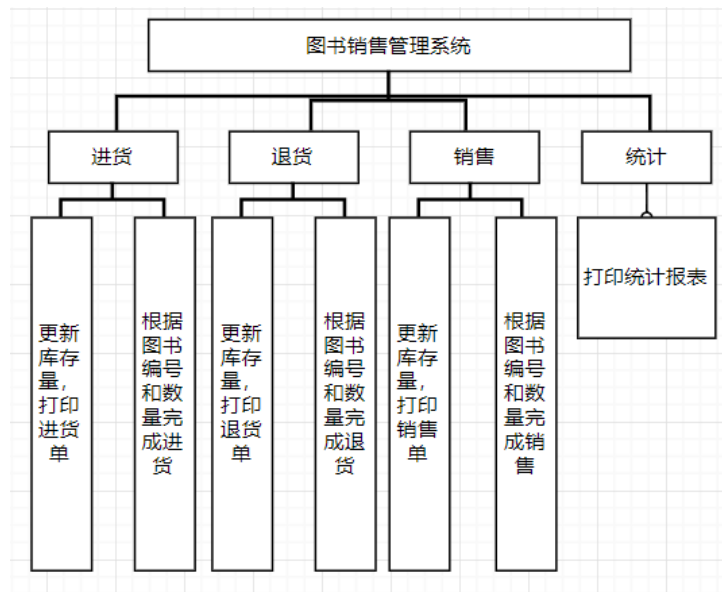 图书销售管理系统
进货
退货
销售
统计
更新
库存
量，
打印
进货
单
根据
图书
编号
和数
量完
成进
货
更新
库存
量，
打印
退货
单
根据
图书
编号
和数
量完
成退
货
更新
库存
量，
打印
销售
单
根据
图书
编号
和数
量完
成销
售
打印统计报表